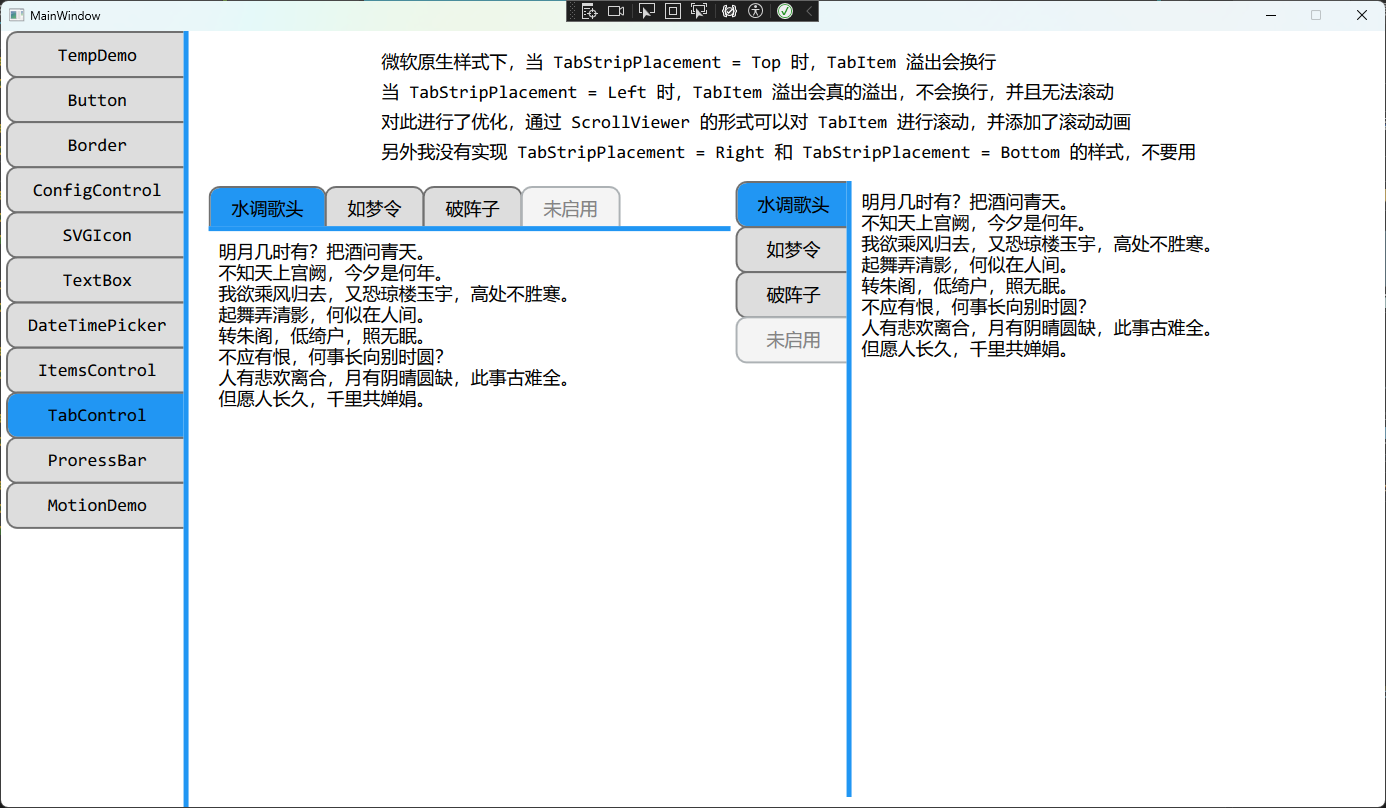 MainWindow
TempDemo
Button
Border
ConfigControl
SVGIcon
TextBox
DateTimePicker
ItemsControl
TabControl
ProressBar
MotionDemo
微软原生样式下，当 TabStripPlacement = Top 时，TabItem 溢出会换行
当 TabStripPlacement = Left 时，TabItem 溢出会真的溢出，不会换行，并且无法滚动
对此进行了优化，通过 ScrollViewer 的形式可以对 TabItem 进行滚动，并添加了滚动动画
另外我没有实现 TabStripPlacement = Right 和 TabStripPlacement = Bottom 的样式，不要用
水调歌头 如梦令 破阵子 未启用
明月几时有？把酒问青天。
不知天上宫阙，今夕是何年。
我欲乘风归去，又恐琼楼玉宇，高处不胜寒。
起舞弄清影，何似在人间。
转朱阁，低绮户，照无眠。
不应有恨，何事长向别时圆？
人有悲欢离合，月有阴晴圆缺，此事古难全。
但愿人长久，千里共婵娟。
水调歌头
如梦令
破阵子
未启用
明月几时有？把酒问青天。
不知天上宫阙，今夕是何年。
我欲乘风归去，又恐琼楼玉宇，高处不胜寒。
起舞弄清影，何似在人间。
转朱阁，低绮户，照无眠。
不应有恨，何事长向别时圆？
人有悲欢离合，月有阴晴圆缺，此事古难全。
但愿人长久，千里共婵娟。